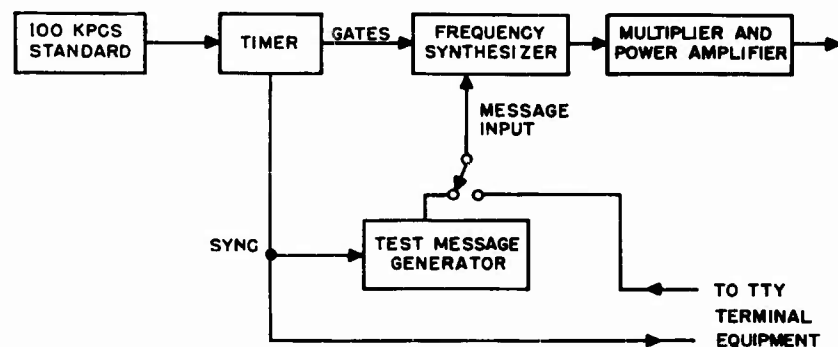 100 KPCS
STANDARD
TIMER
GATES
FREQUENCY
SYNTHESIZER
MULTIPLIER AND
POWER AMPLIFIER
MESSAGE
INPUT
SYNC
TEST MESSAGE
GENERATOR
TO TTY
TERMINAL
EQUIPMENT